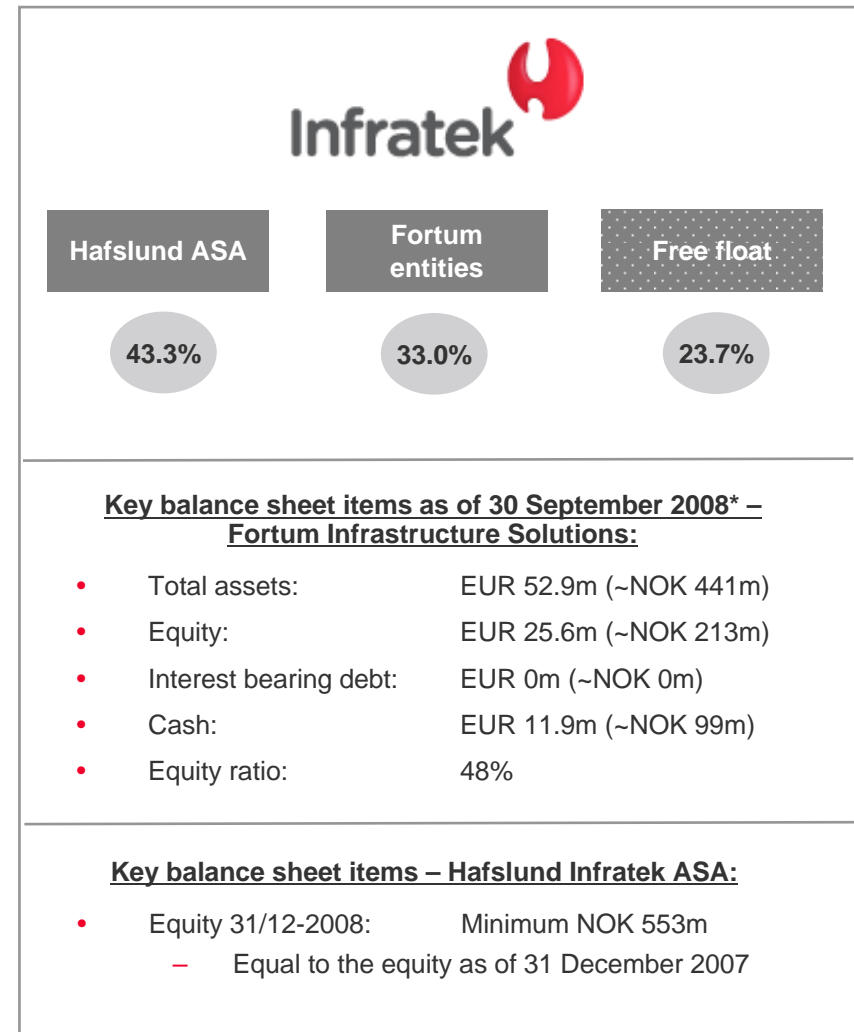 Infratek
Hafslund ASA
Fortum
entities
Free float
43.3%
33.0%
23.7%
Key balance sheet items as of 30 September 2008* –
Fortum Infrastructure Solutions:
• Total assets: EUR 52.9m (~NOK 441m)
• Equity: EUR 25.6m (~NOK 213m)
• Interest bearing debt: EUR 0m (~NOK 0m)
• Cash: EUR 11.9m (~NOK 99m)
• Equity ratio: 48%
Key balance sheet items – Hafslund Infratek ASA:
• Equity 31/12-2008: Minimum NOK 553m
– Equal to the equity as of 31 December 2007